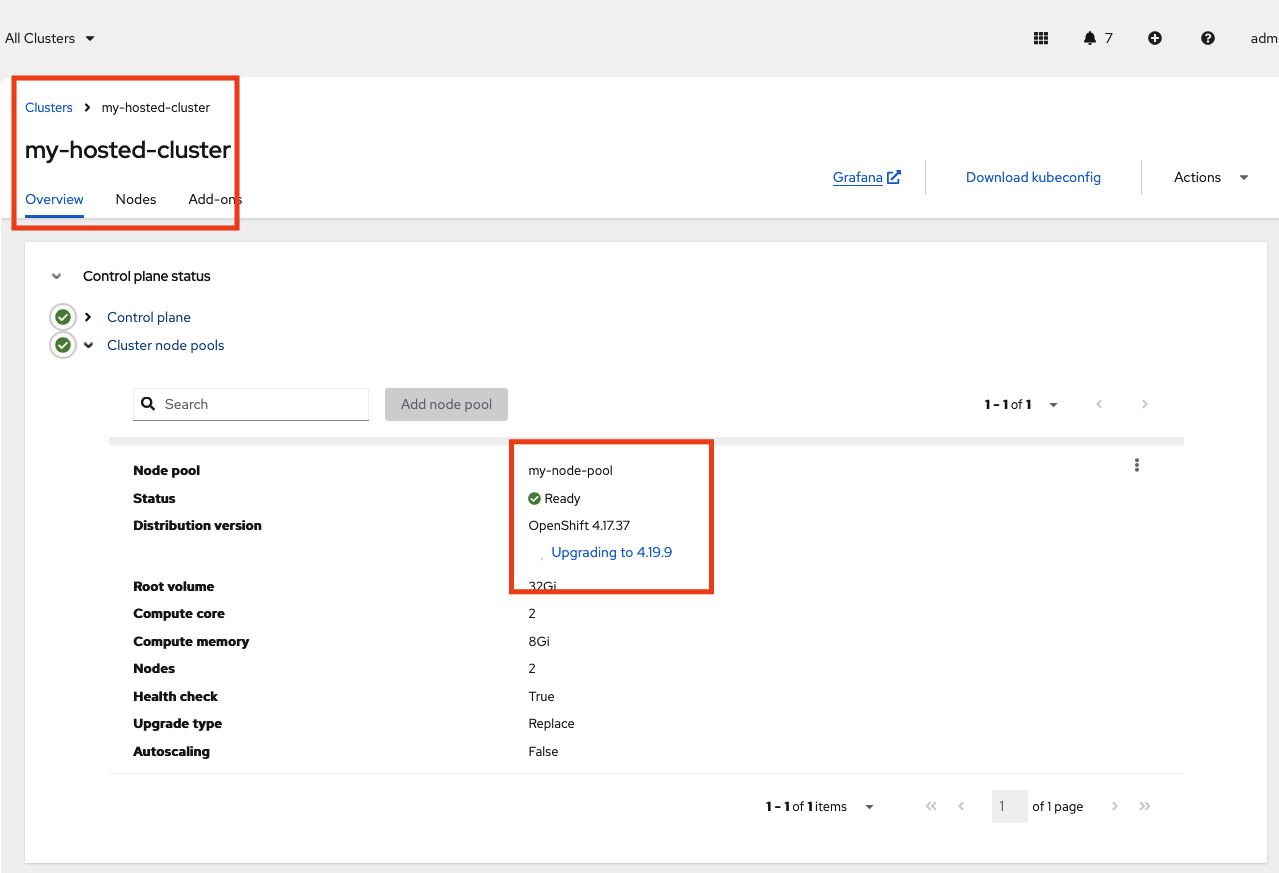 All Clusters 7 adm
Clusters my-hosted-cluster
my-hosted-cluster
Grafana Download kubeconfig Actions
Overview Nodes Add-ons
Control plane status
Control plane
Cluster node pools
Search Add node pool 1 - 1 of 1
Node pool my-node-pool
Status Ready
Distribution version OpenShift 4.17.37
Upgrading to 4.19.9
Root volume 32Gi
Compute core 2
Compute memory 8Gi
Nodes 2
Health check True
Upgrade type Replace
Autoscaling False
1 - 1 of 1 items 1 of 1 page